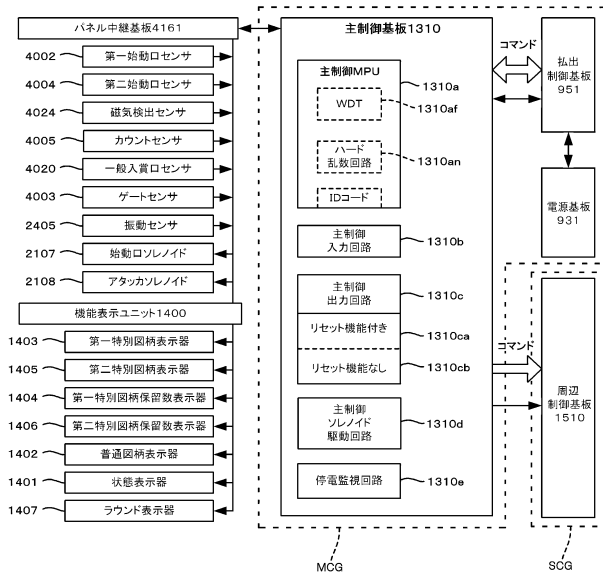 パネル中継基板4161
4002
第一始動口センサ
4004
第二始動口センサ
4024
磁気検出センサ
4005
カウントセンサ
4020
一般入賞口センサ
4003
ゲートセンサ
2405
振動センサ
2107
始動口ソレノイド
2108
アタッカソレノイド
機能表示ユニット1400
1403
第一特別図柄表示器
1405
第二特別図柄表示器
1404
第一特別図柄保留数表示器
1406
第二特別図柄保留数表示器
1402
普通図柄表示器
1401
状態表示器
1407
ラウンド表示器
主制御基板1310
主制御MPU
1310a
WDT
1310af
ハード
乱数回路
1310an
IDコード
主制御
入力回路
1310b
主制御
出力回路
1310c
リセット機能付き
1310ca
リセット機能なし
1310cb
主制御
ソレノイド
駆動回路
1310d
停電監視回路
1310e
コマンド
払出
制御基板
951
電源基板
931
コマンド
周辺
制御基板
1510
MCG
SCG